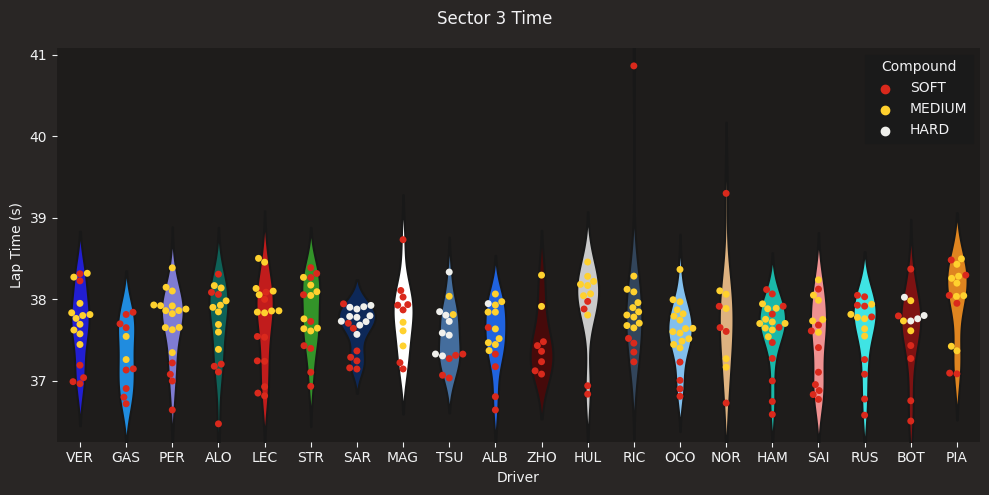 Sector 3 Time
Compound
SOFT
MEDIUM
HARD
Lap Time (s)
41
40
39
38
37
VER GAS PER ALO LEC STR SAR MAG TSU ALB ZHO HUL RIC OCO NOR HAM SAI RUS BOT PIA
Driver